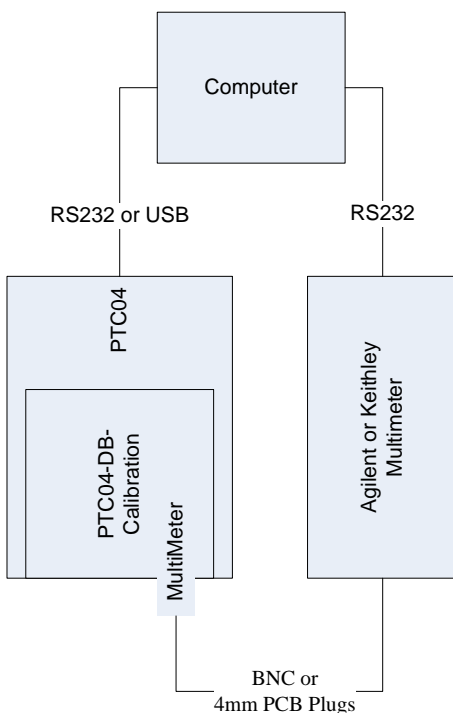 Computer
RS232 or USB
RS232
PTC04
PTC04-DB-
Calibration
MultiMeter
Agilent or Keithley
Multimeter
BNC or
4mm PCB Plugs